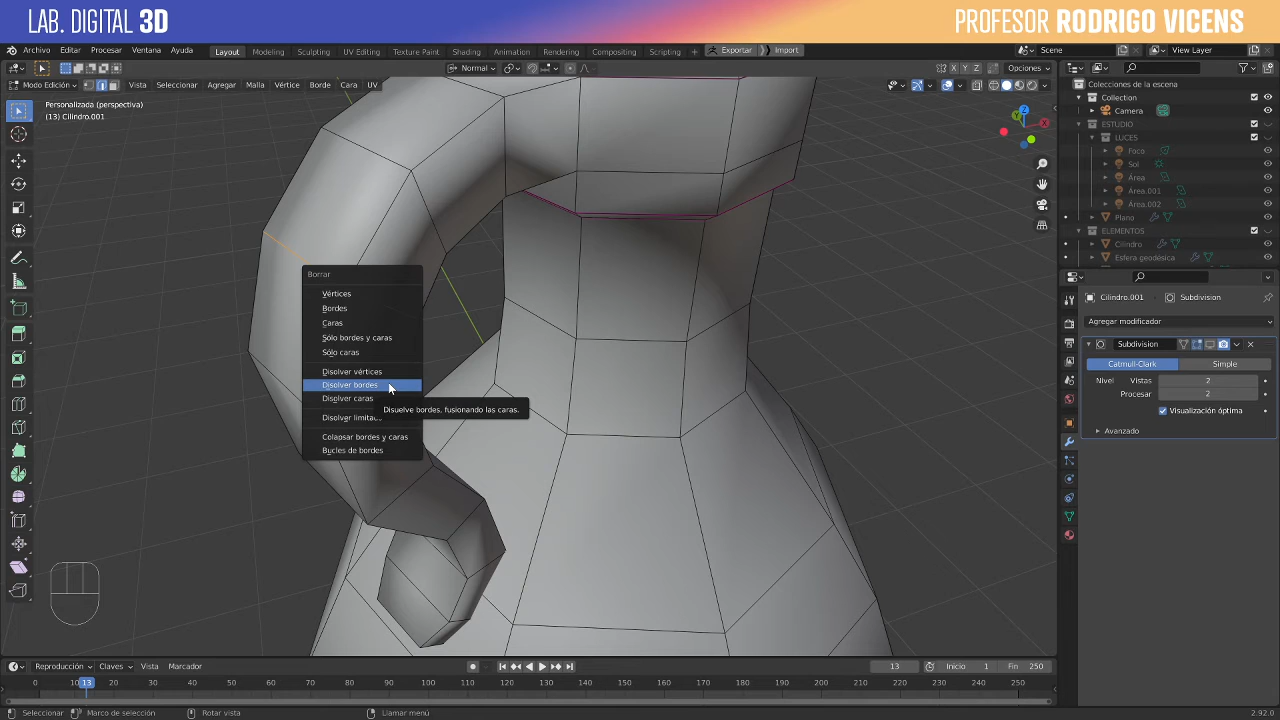 LAB. DIGITAL 3D
PROFESOR RODRIGO VICENS
Archivo Editar Procesar Ventana Ayuda Layout Modeling Sculpting UV Editing Texture Paint Shading Animation Rendering Compositing Scripting + Exportar Import Scene View Layer
Modo Edición Vista Seleccionar Agregar Malla Vértice Borde Cara UV Normal X Y Z Opciones
Personalizada (perspectiva)
(13) Cilindro.001
Colecciones de la escena
Collection
Camera
ESTUDIO
LUCES
Foco
Sol
Área
Área.001
Área.002
Plano
ELEMENTOS
Cilindro
Esfera geodésica
Cilindro.001 Subdivision
Agregar modificador
Subdivision
Catmull-Clark Simple
Nivel Vistas 2
Procesar 2
Visualización óptima
Avanzado
Borrar
Vértices
Bordes
Caras
Sólo bordes y caras
Sólo caras
Disolver vértices
Disolver bordes
Disolver caras
Disuelve bordes, fusionando las caras.
Disolver limitado
Colapsar bordes y caras
Bucles de bordes
Reproducción Claves Vista Marcador 13 Inicio 1 Fin 250
0 10 13 20 30 40 50 60 70 80 90 100 110 120 130 140 150 160 170 180 190 200 210 220 230 240 250
Seleccionar Marco de selección Rotar vista Llamar menú 2.92.0